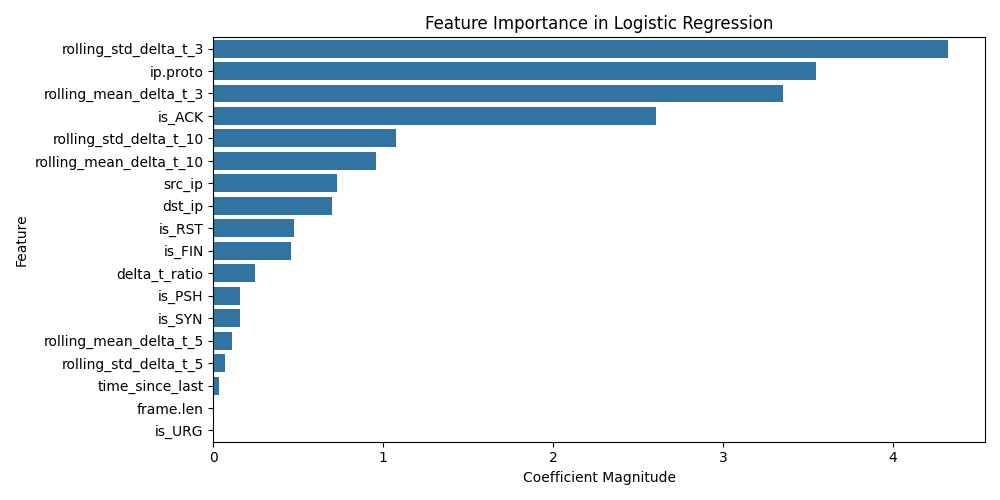 Feature Importance in Logistic Regression
Feature
rolling_std_delta_t_3
ip.proto
rolling_mean_delta_t_3
is_ACK
rolling_std_delta_t_10
rolling_mean_delta_t_10
src_ip
dst_ip
is_RST
is_FIN
delta_t_ratio
is_PSH
is_SYN
rolling_mean_delta_t_5
rolling_std_delta_t_5
time_since_last
frame.len
is_URG
0 1 2 3 4
Coefficient Magnitude